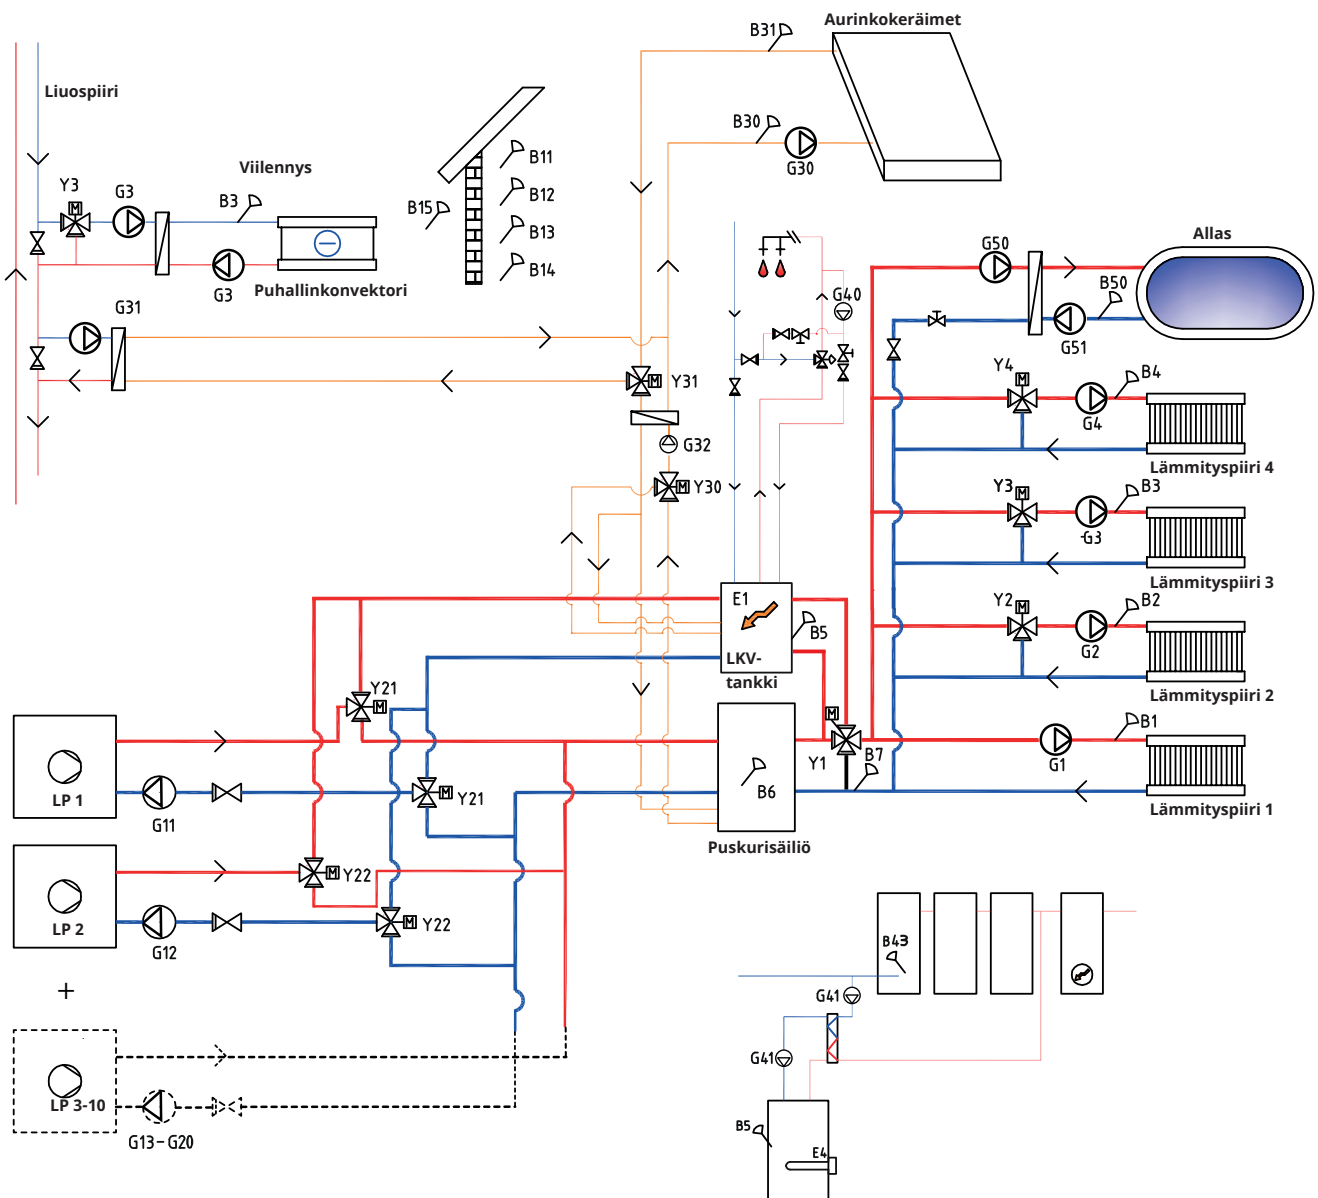 Aurinkokeräimet
B31
Liuospiiri
B30
G30
Viilennys
B11
Y3
G3
B3
B15
B12
B13
B14
G3
Puhallinkonvektori
Allas
G50
B50
G51
G31
G40
Y31
Y4
B4
G4
Lämmityspiiri 4
G32
Y30
Y3
B3
G3
Lämmityspiiri 3
E1
B5
LKV-
tankki
Y2
B2
G2
Lämmityspiiri 2
Y21
LP 1
G11
Y21
B6
Puskurisäiliö
Y1
B7
G1
B1
Lämmityspiiri 1
LP 2
G12
Y22
Y22
+
LP 3-10
G13-G20
B43
G41
G41
B5
E4
M
M
M
M
M
M
M
M
M
M
M